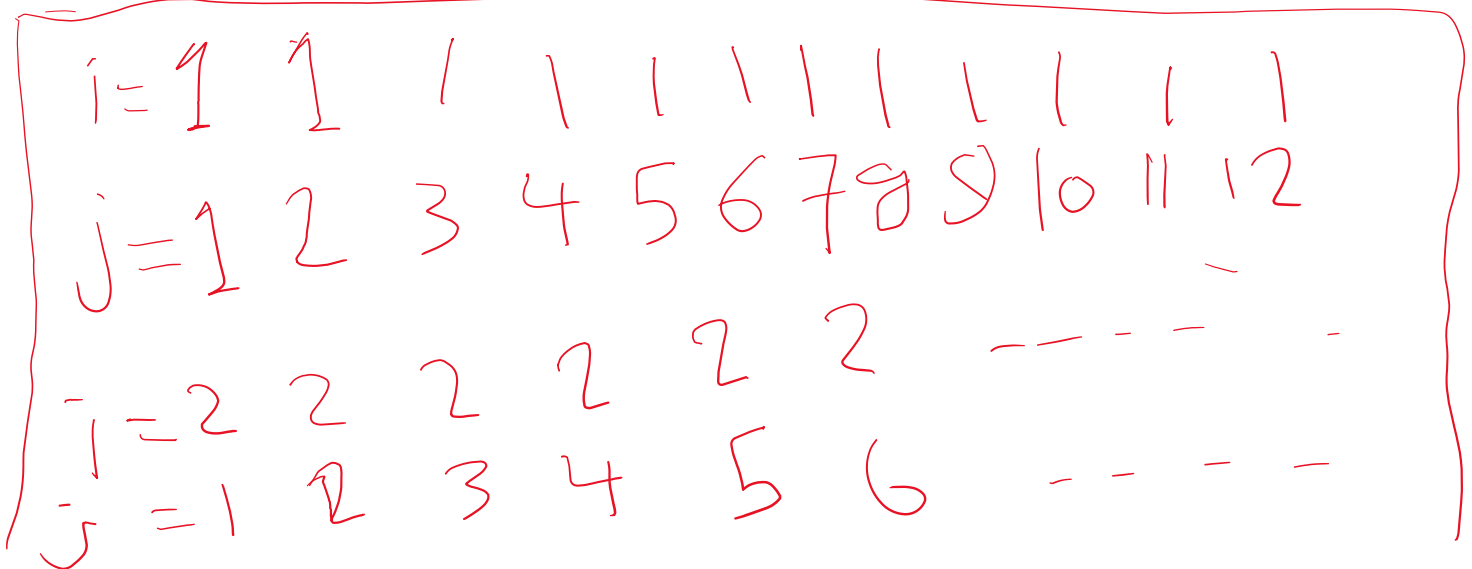 i = 1 1 1 1 1 1 1 1 1 1 1 1
j = 1 2 3 4 5 6 7 8 9 10 11 12
i = 2 2 2 2 2 2 - - - - -
j = 1 2 3 4 5 6 - - - -